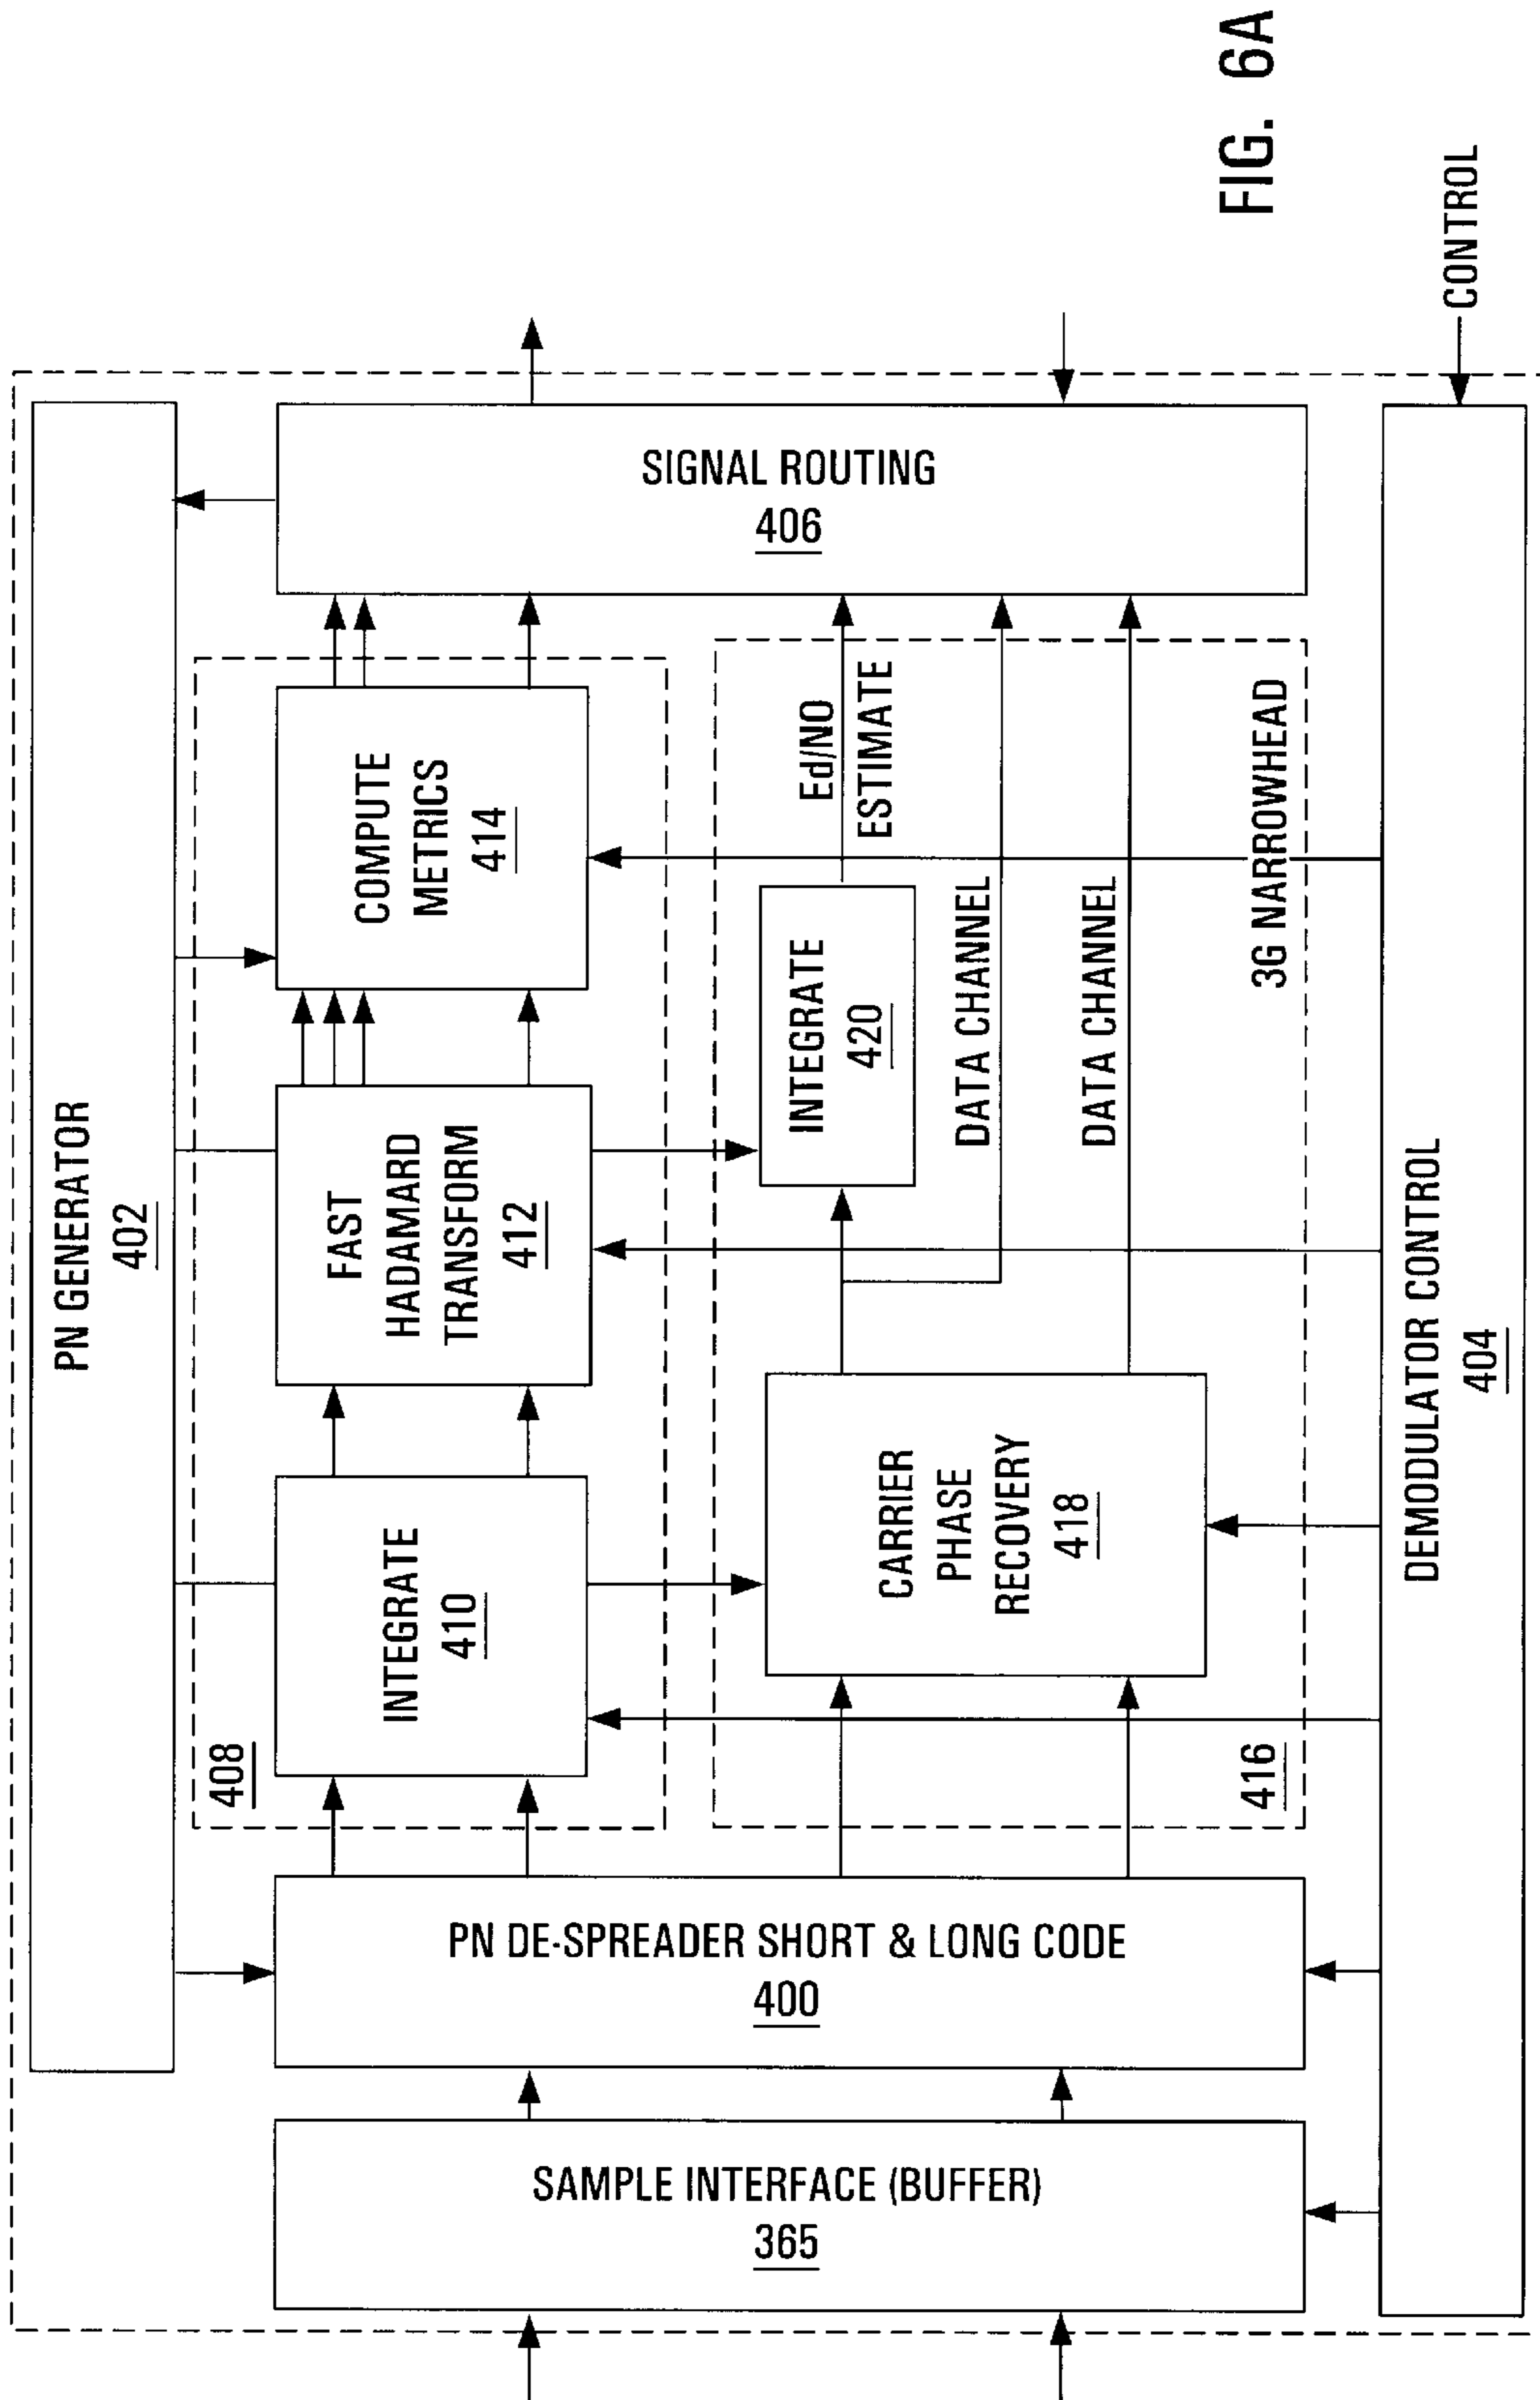 PN GENERATOR
402
408
INTEGRATE
410
FAST
HADAMARD
TRANSFORM
412
COMPUTE
METRICS
414
SAMPLE INTERFACE (BUFFER)
365
PN DE-SPREADER SHORT & LONG CODE
400
CARRIER
PHASE
RECOVERY
418
INTEGRATE
420
Ed/NO
ESTIMATE
DATA CHANNEL
DATA CHANNEL
416
3G NARROWHEAD
SIGNAL ROUTING
406
DEMODULATOR CONTROL
404
CONTROL
FIG. 6A